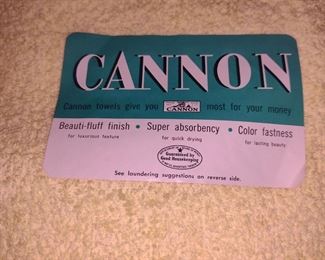 CANNON
Cannon towels give you CANNON most for your money
Beauti-fluff finish • Super absorbency • Color fastness
for luxurious texture for quick drying for lasting beauty
Guaranteed by
Good Housekeeping
See laundering suggestions on reverse side.